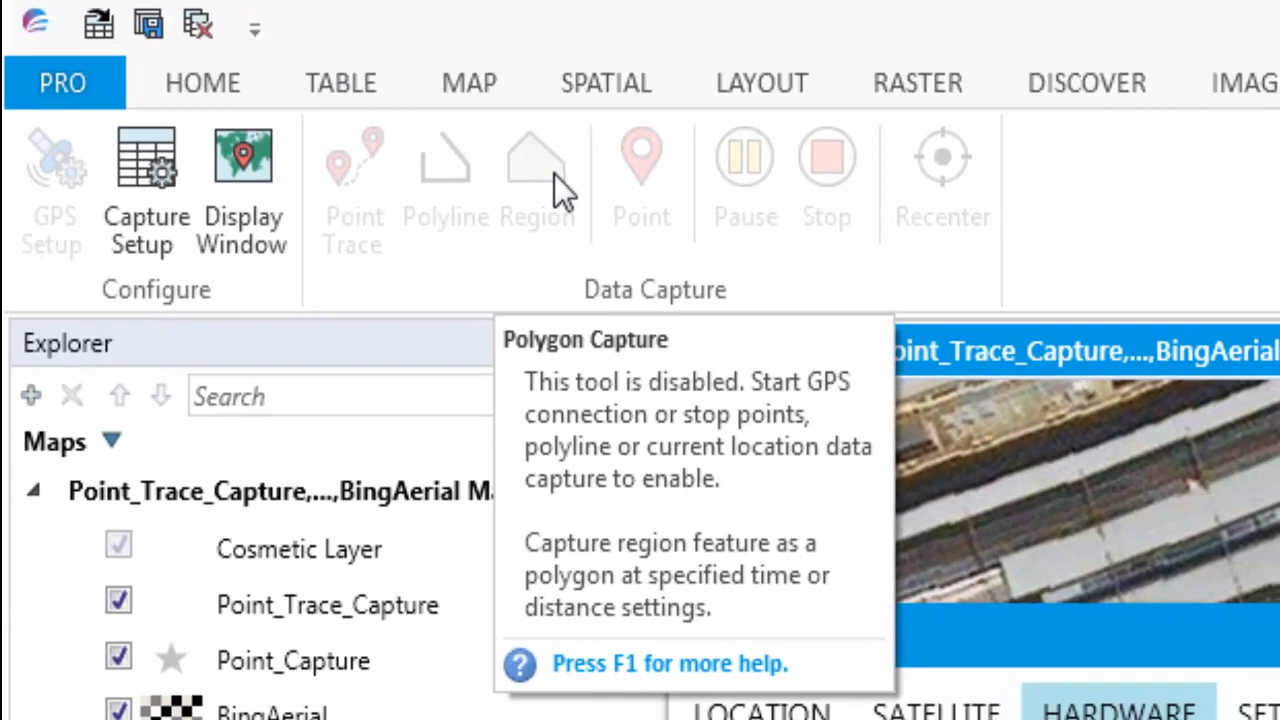 PRO HOME TABLE MAP SPATIAL LAYOUT RASTER DISCOVER IMAG
GPS Setup
Capture Setup
Display Window
Point Trace
Polyline
Region
Point
Pause
Stop
Recenter
Configure
Data Capture
Explorer
Search
Maps
Point_Trace_Capture,...,BingAerial M
Cosmetic Layer
Point_Trace_Capture
Point_Capture
BingAerial
Polygon Capture
This tool is disabled. Start GPS
connection or stop points,
polyline or current location data
capture to enable.
Capture region feature as a
polygon at specified time or
distance settings.
Press F1 for more help.
oint_Trace_Capture,...,BingAerial
LOCATION SATELLITE HARDWARE SET